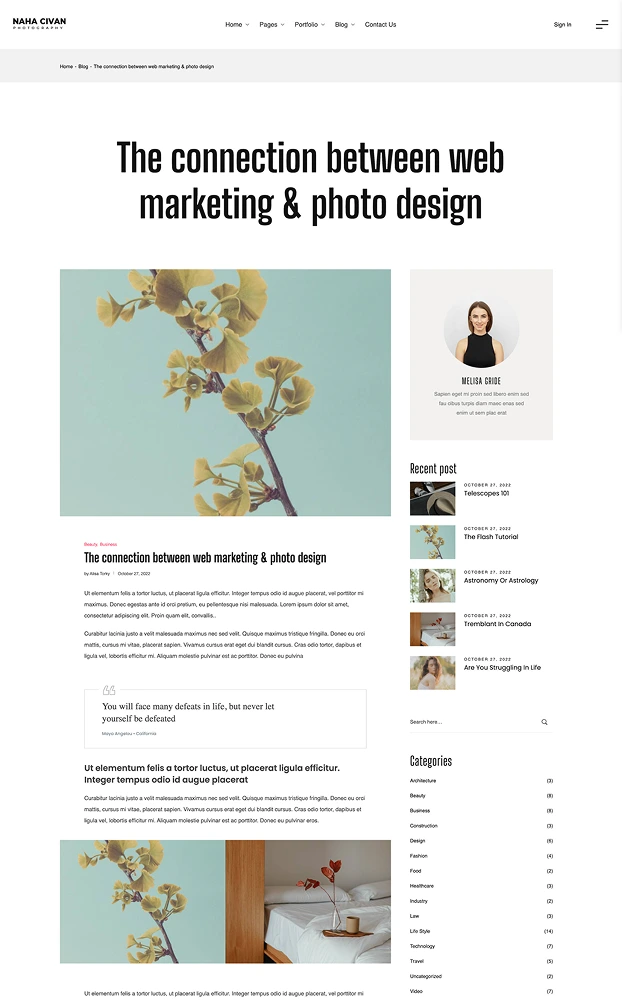 NAHA CIVAN
PHOTOGRAPHY
Home Pages Portfolio Blog Contact Us
Sign In
Home - Blog - The connection between web marketing & photo design
The connection between web
marketing & photo design
MELISA GRIDE
Sapien eget mi proin sed libero enim sed
fau cibus turpis diam maec enas sed
enim ut sem plac erat
Recent post
OCTOBER 27, 2022
Telescopes 101
OCTOBER 27, 2022
The Flash Tutorial
OCTOBER 27, 2022
Astronomy Or Astrology
OCTOBER 27, 2022
Tremblant In Canada
OCTOBER 27, 2022
Are You Struggling In Life
Search here...
Categories
Architecture (3)
Beauty (8)
Business (8)
Construction (3)
Design (6)
Fashion (4)
Food (2)
Healthcare (3)
Industry (2)
Law (3)
Life Style (14)
Technology (7)
Travel (5)
Uncategorized (2)
Video (7)
Beauty, Business
The connection between web marketing & photo design
by Alisa Torry | October 27, 2022
Ut elementum felis a tortor luctus, ut placerat ligula efficitur. Integer tempus odio id augue placerat, vel porttitor mi
maximus. Donec egestas ante id orci pretium, eu pellentesque nisi malesuada. Lorem ipsum dolor sit amet,
consectetur adipiscing elit. Proin quam elit, convallis..
Curabitur lacinia justo a velit malesuada maximus nec sed velit. Quisque maximus tristique fringilla. Donec eu orci
mattis, cursus mi vitae, placerat sapien. Vivamus cursus erat eget dui blandit cursus. Cras odio tortor, dapibus et
ligula vel, lobortis efficitur mi. Aliquam molestie pulvinar est ac porttitor. Donec eu pulvina
You will face many defeats in life, but never let
yourself be defeated
Maya Angelou • California
Ut elementum felis a tortor luctus, ut placerat ligula efficitur.
Integer tempus odio id augue placerat
Curabitur lacinia justo a velit malesuada maximus nec sed velit. Quisque maximus tristique fringilla. Donec eu orci
mattis, cursus mi vitae, placerat sapien. Vivamus cursus erat eget dui blandit cursus. Cras odio tortor, dapibus et
ligula vel, lobortis efficitur mi. Aliquam molestie pulvinar est ac porttitor. Donec eu pulvinar eros.
Ut elementum felis a tortor luctus, ut placerat ligula efficitur. Integer tempus odio id augue placerat, vel porttitor mi